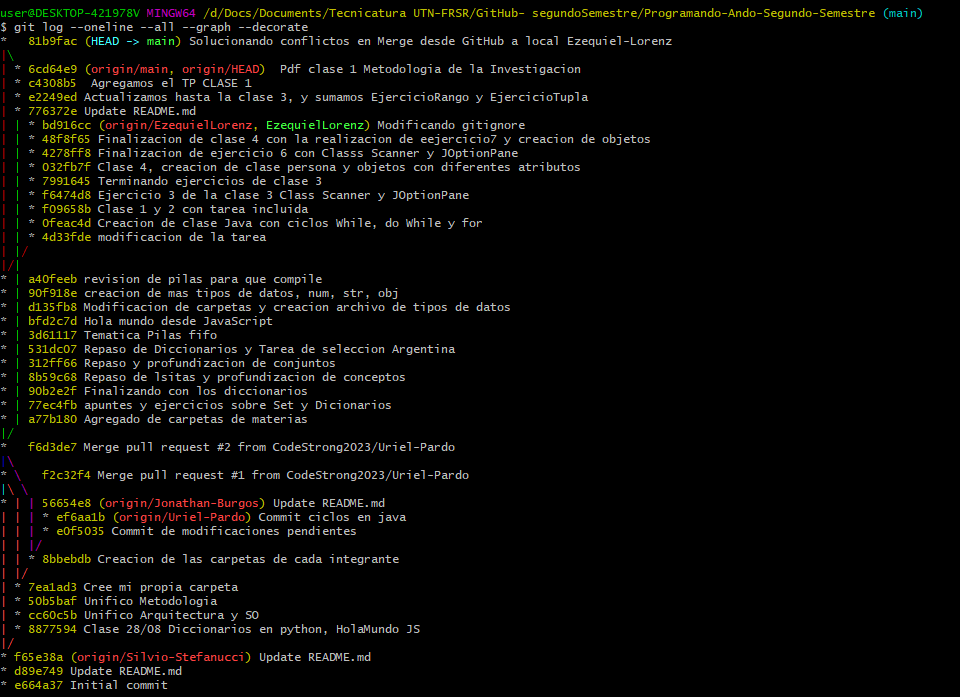 user@DESKTOP-421978V MINGW64 /d/Docs/Documents/Tecnicatura UTN-FRSR/GitHub- segundoSemestre/Programando-Ando-Segundo-Semestre (main)
$ git log --oneline --all --graph --decorate
*   81b9fac (HEAD -> main) Solucionando conflictos en Merge desde GitHub a local Ezequiel-Lorenz
|\
| * 6cd64e9 (origin/main, origin/HEAD)  Pdf clase 1 Metodologia de la Investigacion
| * c4308b5  Agregamos el TP CLASE 1
| * e2249ed Actualizamos hasta la clase 3, y sumamos EjercicioRango y EjercicioTupla
| * 776372e Update README.md
| | * bd916cc (origin/EzequielLorenz, EzequielLorenz) Modificando gitignore
| | * 48f8f65 Finalizacion de clase 4 con la realizacion de eejercicio7 y creacion de objetos
| | * 4278ff8 Finalizacion de ejercicio 6 con Classs Scanner y JOptionPane
| | * 032fb7f Clase 4, creacion de clase persona y objetos con diferentes atributos
| | * 7991645 Terminando ejercicios de clase 3
| | * f6474d8 Ejercicio 3 de la clase 3 Class Scanner y JOptionPane
| | * f09658b Clase 1 y 2 con tarea incluida
| | * 0feac4d Creacion de clase Java con ciclos While, do While y for
| | * 4d33fde modificacion de la tarea
| |/
|/|
* | a40feeb revision de pilas para que compile
* | 90f918e creacion de mas tipos de datos, num, str, obj
* | d135fb8 Modificacion de carpetas y creacion archivo de tipos de datos
* | bfd2c7d Hola mundo desde JavaScript
* | 3d61117 Tematica Pilas fifo
* | 531dc07 Repaso de Diccionarios y Tarea de seleccion Argentina
* | 312ff66 Repaso y profundizacion de conjuntos
* | 8b59c68 Repaso de lsitas y profundizacion de conceptos
* | 90b2e2f Finalizando con los diccionarios
* | 77ec4fb apuntes y ejercicios sobre Set y Dicionarios
* | a77b180 Agregado de carpetas de materias
|/
*   f6d3de7 Merge pull request #2 from CodeStrong2023/Uriel-Pardo
|\
* \   f2c32f4 Merge pull request #1 from CodeStrong2023/Uriel-Pardo
|\ \
* | | 56654e8 (origin/Jonathan-Burgos) Update README.md
| | | * ef6aa1b (origin/Uriel-Pardo) Commit ciclos en java
| | | * e0f5035 Commit de modificaciones pendientes
| | |/
| | * 8bbebdb Creacion de las carpetas de cada integrante
| |/
| * 7ea1ad3 Cree mi propia carpeta
| * 50b5baf Unifico Metodologia
| * cc60c5b Unifico Arquitectura y SO
| * 8877594 Clase 28/08 Diccionarios en python, HolaMundo JS
|/
* f65e38a (origin/Silvio-Stefanucci) Update README.md
* d89e749 Update README.md
* e664a37 Initial commit